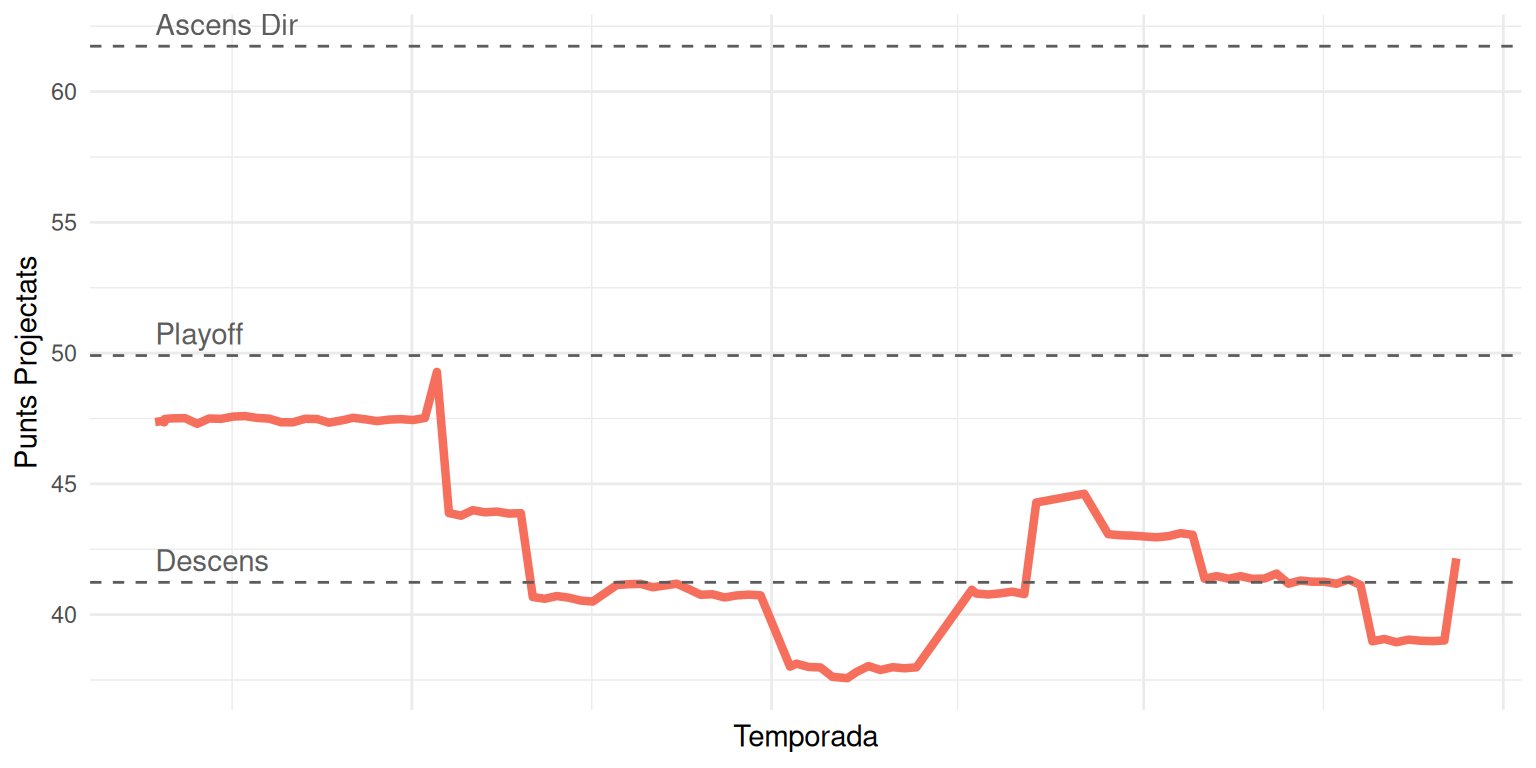 Ascens Dir
60
55
Playoff
50
45
Descens
40
Punts Projectats
Temporada